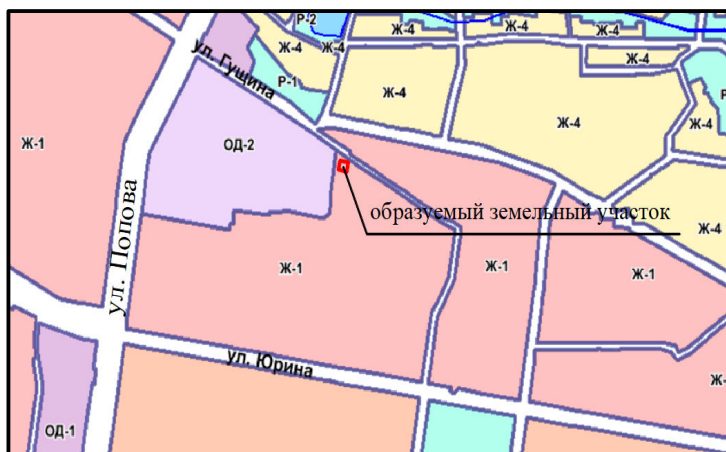 Р-2
Ж-4
Ж-4
Ж-4
Ж-4
Ж-4
Ж-4
ул. Гущина
Р-1
Ж-4
Ж-4
Ж-4
Ж-1
ОД-2
образуемый земельный участок
Ж-4
ул. Попова
Ж-1
Ж-1
Ж-1
ул. Юрина
Ж-
ОД-1